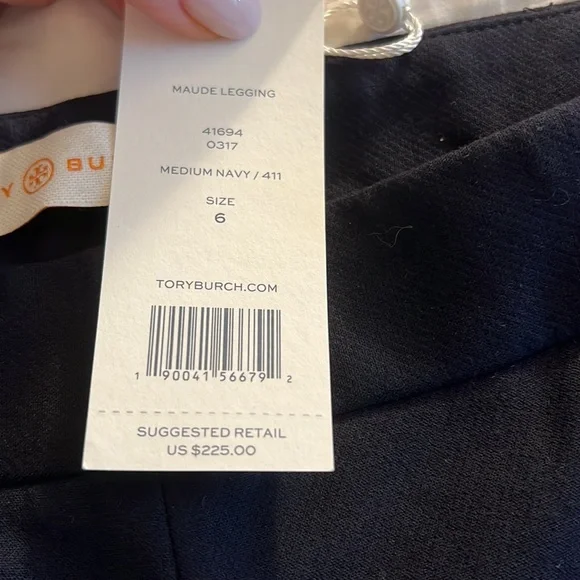 MAUDE LEGGING
41694
0317
MEDIUM NAVY / 411
SIZE
6
TORYBURCH.COM
1 90041 56679 2
SUGGESTED RETAIL
US $225.00
Y BU